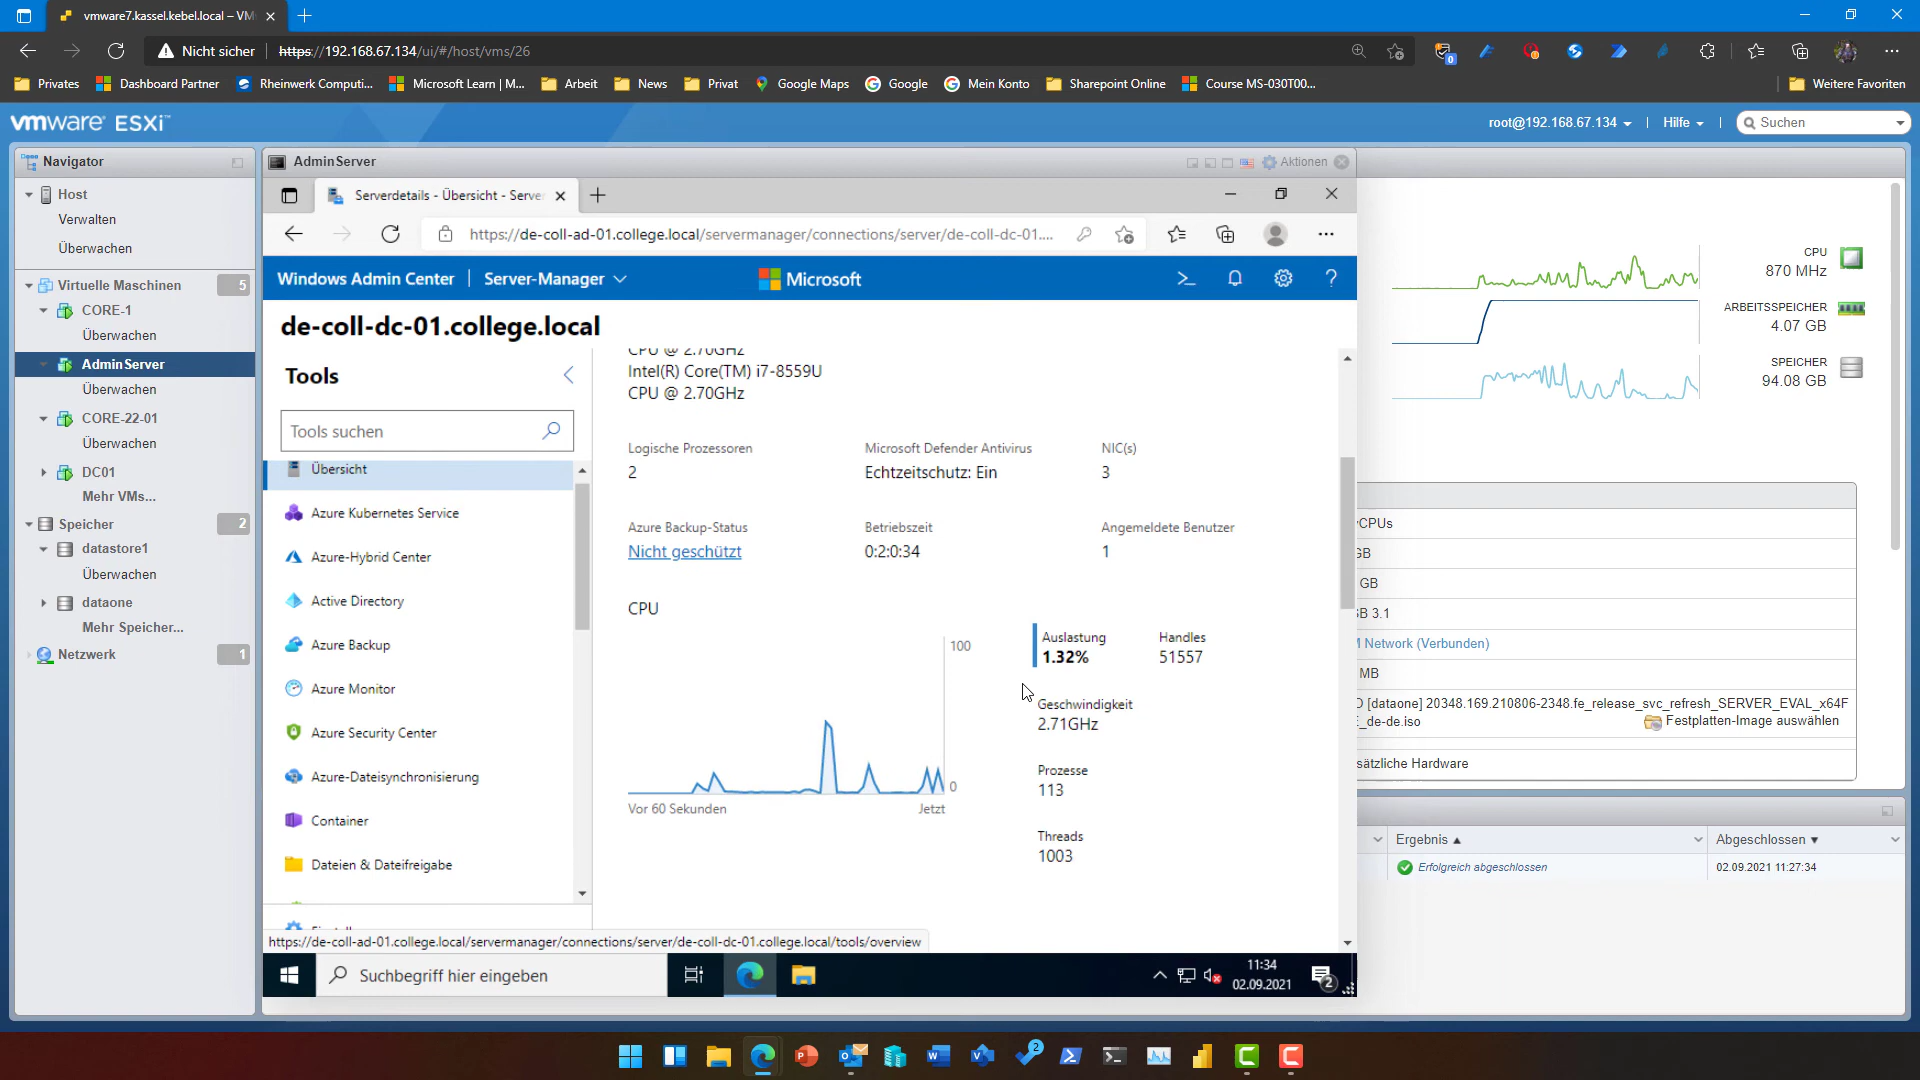 vmware7.kassel.kebel.local – VM
Nicht sicher
https://192.168.67.134/ui/#/host/vms/26
0
Privates
Dashboard Partner
Rheinwerk Computi...
Microsoft Learn | M...
Arbeit
News
Privat
Google Maps
Google
Mein Konto
Sharepoint Online
Course MS-030T00...
Weitere Favoriten
vmware ESXi™
root@192.168.67.134
Hilfe
Suchen
Navigator
Host
Verwalten
Überwachen
Virtuelle Maschinen
5
CORE-1
Überwachen
AdminServer
Überwachen
CORE-22-01
Überwachen
DC01
Mehr VMs...
Speicher
2
datastore1
Überwachen
dataone
Mehr Speicher...
Netzwerk
1
AdminServer
Aktionen
Serverdetails - Übersicht - Serve
https://de-coll-ad-01.college.local/servermanager/connections/server/de-coll-dc-01....
Windows Admin Center
Server-Manager
Microsoft
de-coll-dc-01.college.local
Tools
Tools suchen
Übersicht
Azure Kubernetes Service
Azure-Hybrid Center
Active Directory
Azure Backup
Azure Monitor
Azure Security Center
Azure-Dateisynchronisierung
Container
Dateien & Dateifreigabe
CPU @ 2.70GHz
Intel(R) Core(TM) i7-8559U
CPU @ 2.70GHz
Logische Prozessoren
2
Microsoft Defender Antivirus
Echtzeitschutz: Ein
NIC(s)
3
Azure Backup-Status
Nicht geschützt
Betriebszeit
0:2:0:34
Angemeldete Benutzer
1
CPU
100
0
Vor 60 Sekunden
Jetzt
Auslastung
1.32%
Handles
51557
Geschwindigkeit
2.71GHz
Prozesse
113
Threads
1003
https://de-coll-ad-01.college.local/servermanager/connections/server/de-coll-dc-01.college.local/tools/overview
Suchbegriff hier eingeben
11:34
02.09.2021
2
CPU
870 MHz
ARBEITSSPEICHER
4.07 GB
SPEICHER
94.08 GB
CPUs
GB
GB
B 3.1
M Network (Verbunden)
MB
O [dataone] 20348.169.210806-2348.fe_release_svc_refresh_SERVER_EVAL_x64F
E_de-de.iso
Festplatten-Image auswählen
sätzliche Hardware
Ergebnis
Abgeschlossen
Erfolgreich abgeschlossen
02.09.2021 11:27:34
2